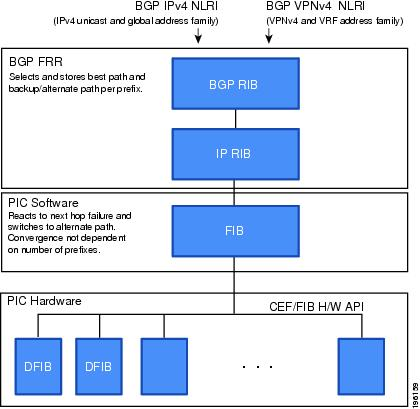 BGP IPv4 NLRI
(IPv4 unicast and global address family)
BGP VPNv4 NLRI
(VPNv4 and VRF address family)
BGP FRR
Selects and stores best path and
backup/alternate path per prefix.
BGP RIB
IP RIB
PIC Software
Reacts to next hop failure and
switches to alternate path.
Convergence not dependent
on number of prefixes.
FIB
PIC Hardware
CEF/FIB H/W API
DFIB
DFIB
. . .
195159